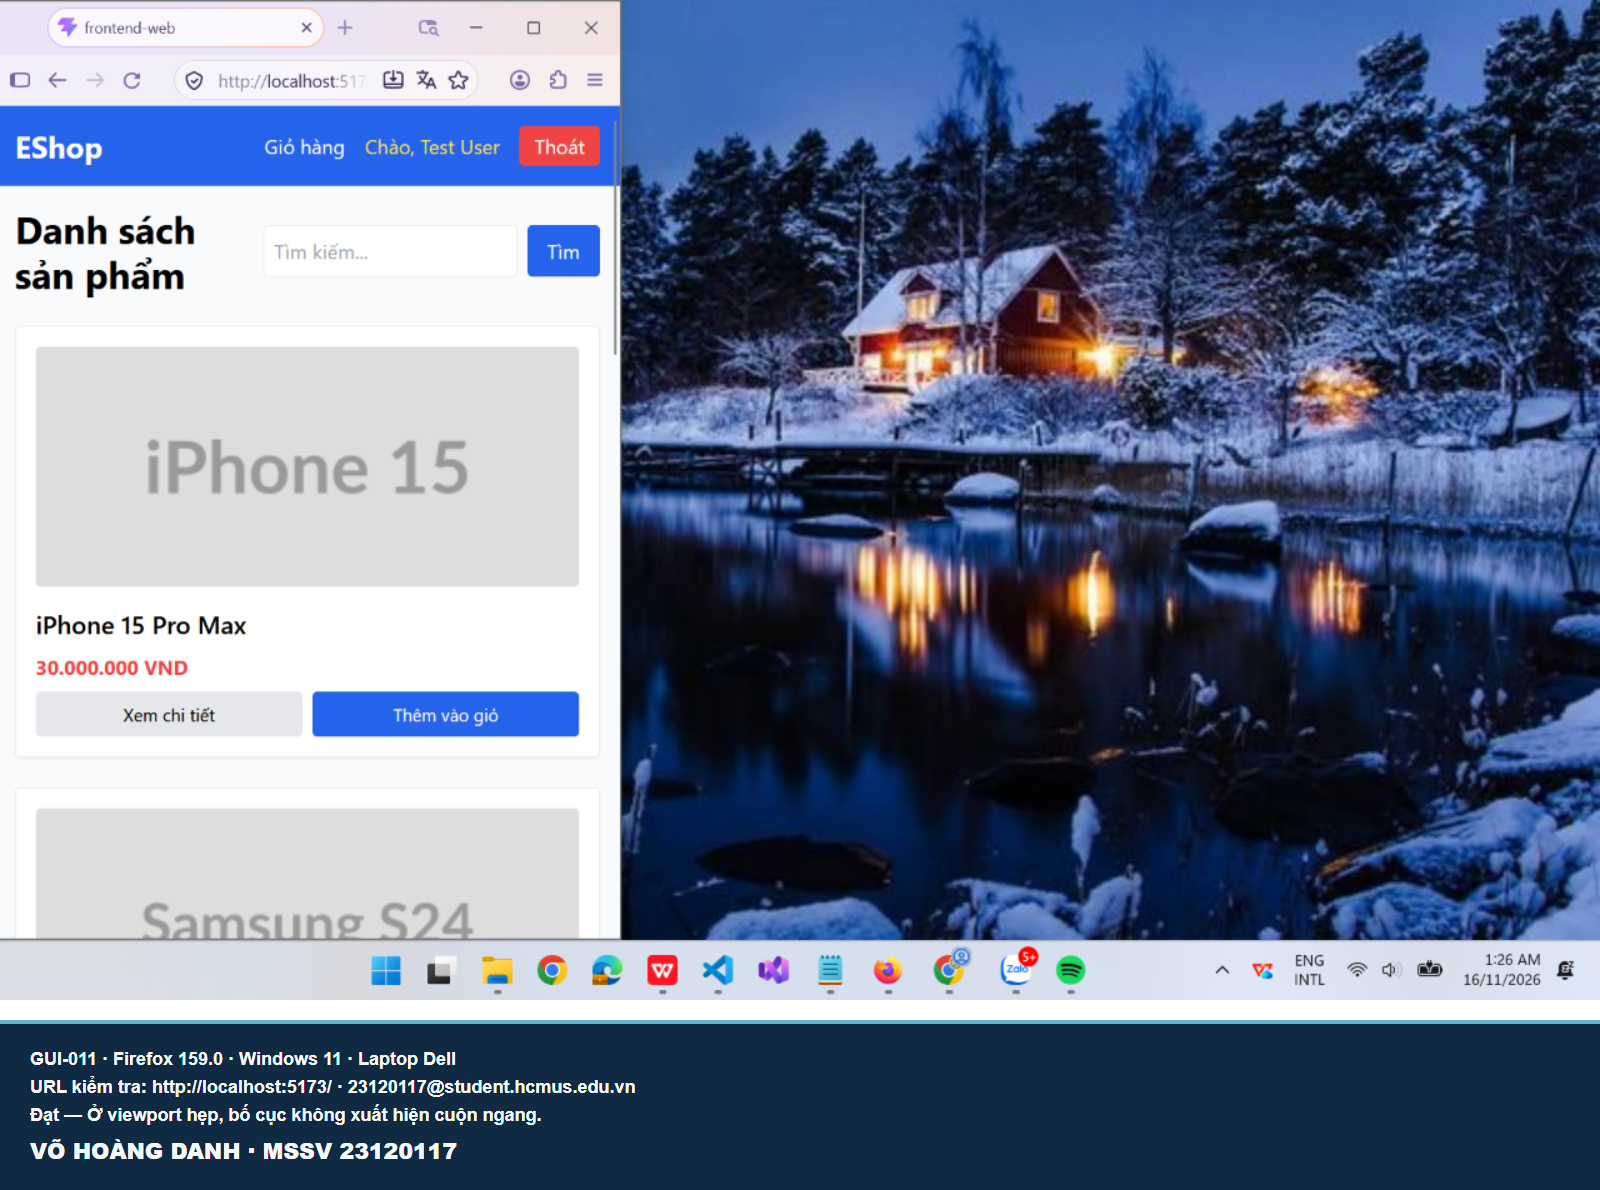 frontend-web
http://localhost:517
EShop
Giỏ hàng
Chào, Test User
Thoát
Danh sách
sản phẩm
Tìm kiếm...
Tìm
iPhone 15
iPhone 15 Pro Max
30.000.000 VND
Xem chi tiết
Thêm vào giỏ
Samsung S24
Zalo
5+
ENG
INTL
1:26 AM
16/11/2026
GUI-011 · Firefox 159.0 · Windows 11 · Laptop Dell
URL kiểm tra: http://localhost:5173/ · 23120117@student.hcmus.edu.vn
Đạt — Ở viewport hẹp, bố cục không xuất hiện cuộn ngang.
VÕ HOÀNG DANH · MSSV 23120117